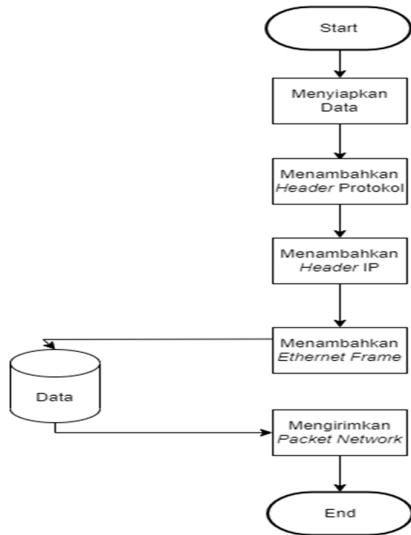 Start
Menyiapkan
Data
Menambahkan
Header Protokol
Menambahkan
Header IP
Menambahkan
Ethernet Frame
Data
Mengirimkan
Packet Network
End